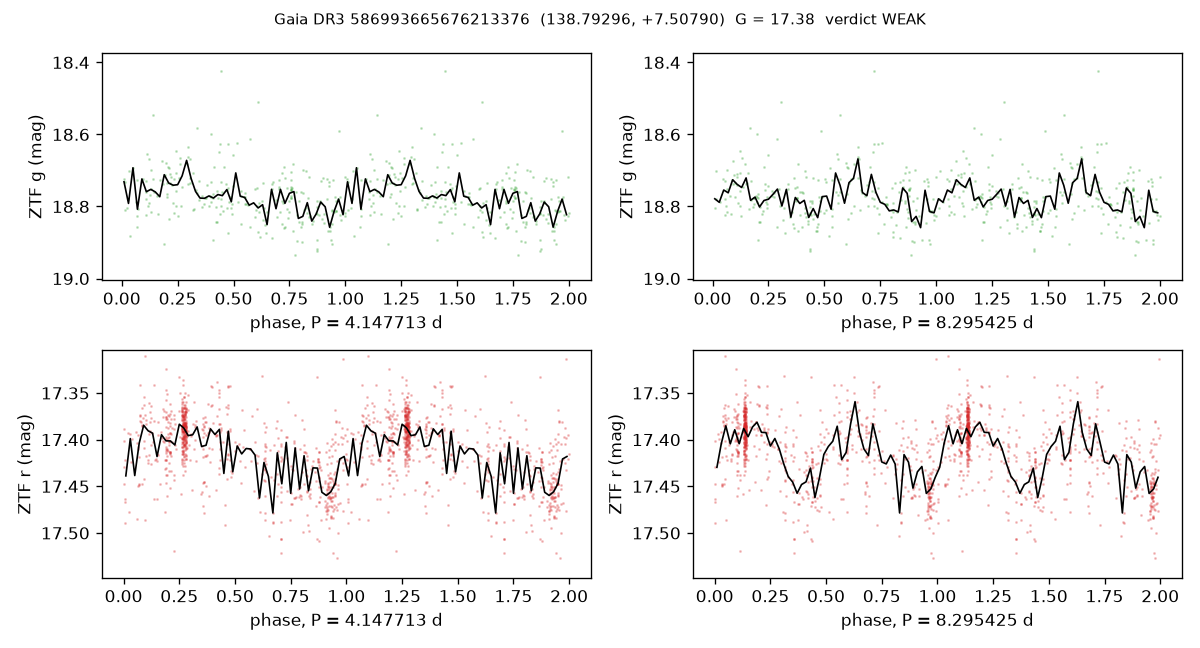 Gaia DR3 586993665676213376 (138.79296, +7.50790) G = 17.38 verdict WEAK
ZTF g (mag)
18.4
18.6
18.8
19.0
0.00 0.25 0.50 0.75 1.00 1.25 1.50 1.75 2.00
phase, P = 4.147713 d
ZTF g (mag)
18.4
18.6
18.8
19.0
0.00 0.25 0.50 0.75 1.00 1.25 1.50 1.75 2.00
phase, P = 8.295425 d
ZTF r (mag)
17.35
17.40
17.45
17.50
0.00 0.25 0.50 0.75 1.00 1.25 1.50 1.75 2.00
phase, P = 4.147713 d
ZTF r (mag)
17.35
17.40
17.45
17.50
0.00 0.25 0.50 0.75 1.00 1.25 1.50 1.75 2.00
phase, P = 8.295425 d